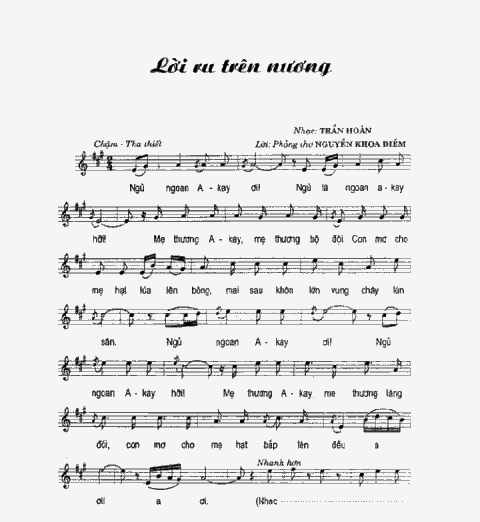 Lời ru trên nương
Nhạc: TRẦN HOÀN
Chậm - Tha thiết
Lời: Phỏng thơ NGUYỄN KHOA ĐIỀM
Ngủ ngoan A - kay ơi! Ngủ là ngoan a-kay
hỡi! Mẹ thương A - kay, mẹ thương bộ đội Con mơ cho
mẹ hạt lúa lên bông, mai sau khôn lớn vung chày lún
sân. Ngủ ngoan A - kay ơi! Ngủ
ngoan A - kay hỡi! Mẹ thương A - kay, mẹ thương làng
đói, con mơ cho mẹ hạt bắp lên đều a
Nhanh hơn
ơi! a ơi. (Nhạc